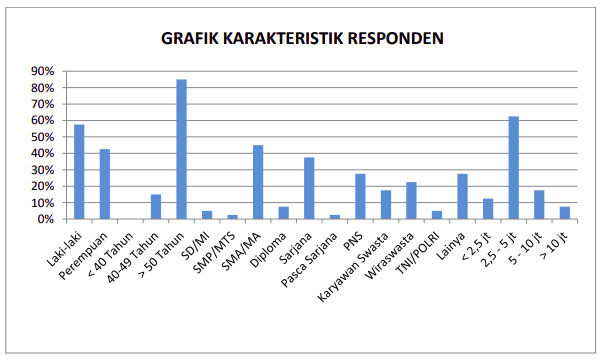 GRAFIK KARAKTERISTIK RESPONDEN
90%
80%
70%
60%
50%
40%
30%
20%
10%
0%
Laki-laki
Perempuan
< 40 Tahun
40-49 Tahun
> 50 Tahun
SD/MI
SMP/MTS
SMA/MA
Diploma
Sarjana
Pasca Sarjana
PNS
Karyawan Swasta
Wiraswasta
TNI/POLRI
Lainya
< 2,5 jt
2,5 - 5 jt
5 - 10 jt
> 10 jt